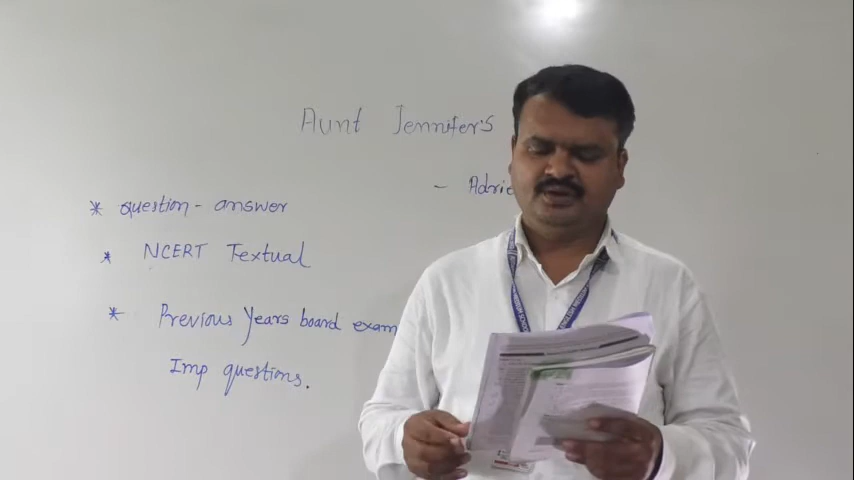 Aunt Jennifer's
- Adrie
* question - answer
* NCERT Textual
* Previous Years board exam
Imp questions.